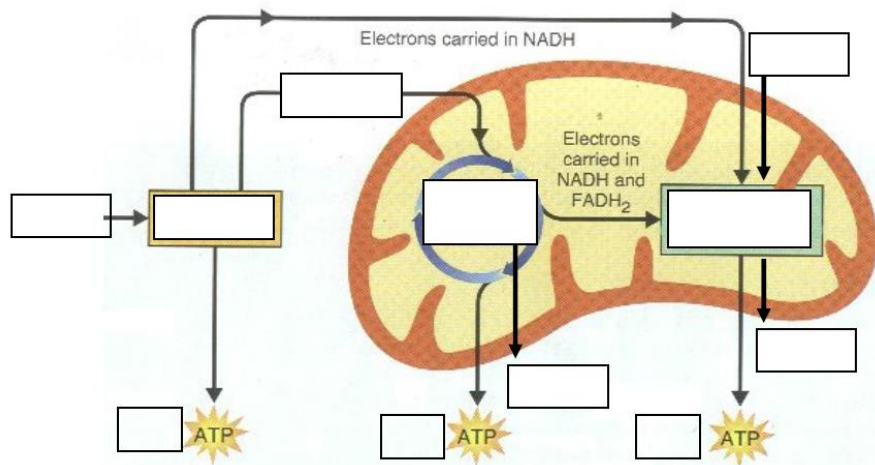 Electrons carried in NADH
Electrons
carried in
NADH and
FADH2
ATP
ATP
ATP